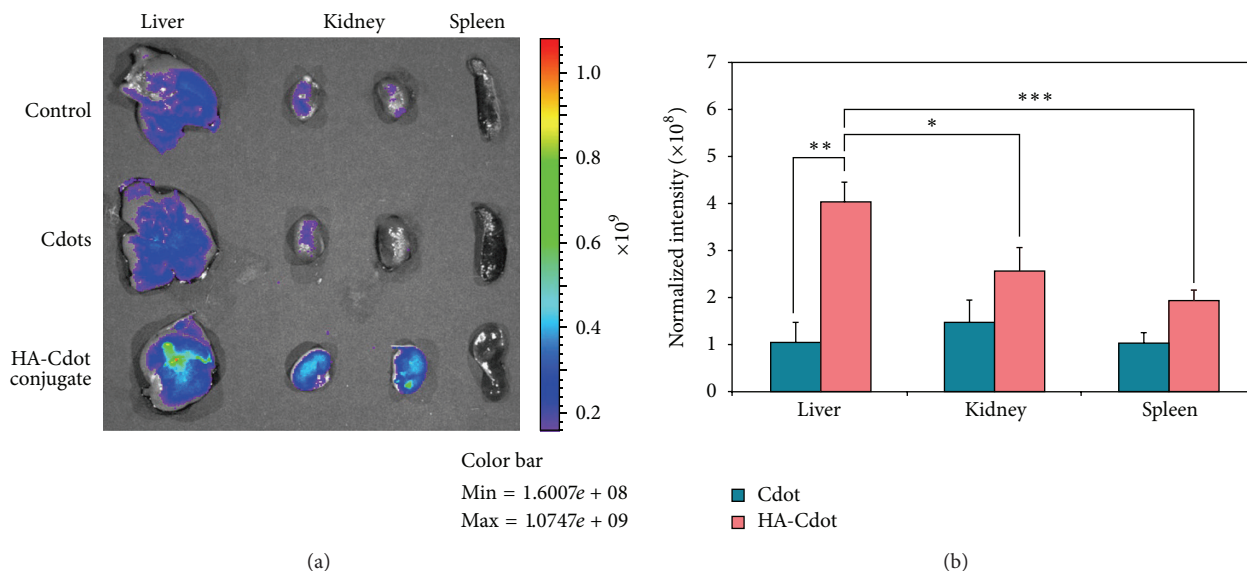 Liver Kidney Spleen
Control
Cdots
HA-Cdot
conjugate
1.0
0.8
0.6
0.4
0.2
×10⁹
Color bar
Min = 1.6007e + 08
Max = 1.0747e + 09
(a)
Normalized intensity (×10⁸)
7
6
5
4
3
2
1
0
**
*
***
Liver Kidney Spleen
Cdot
HA-Cdot
(b)